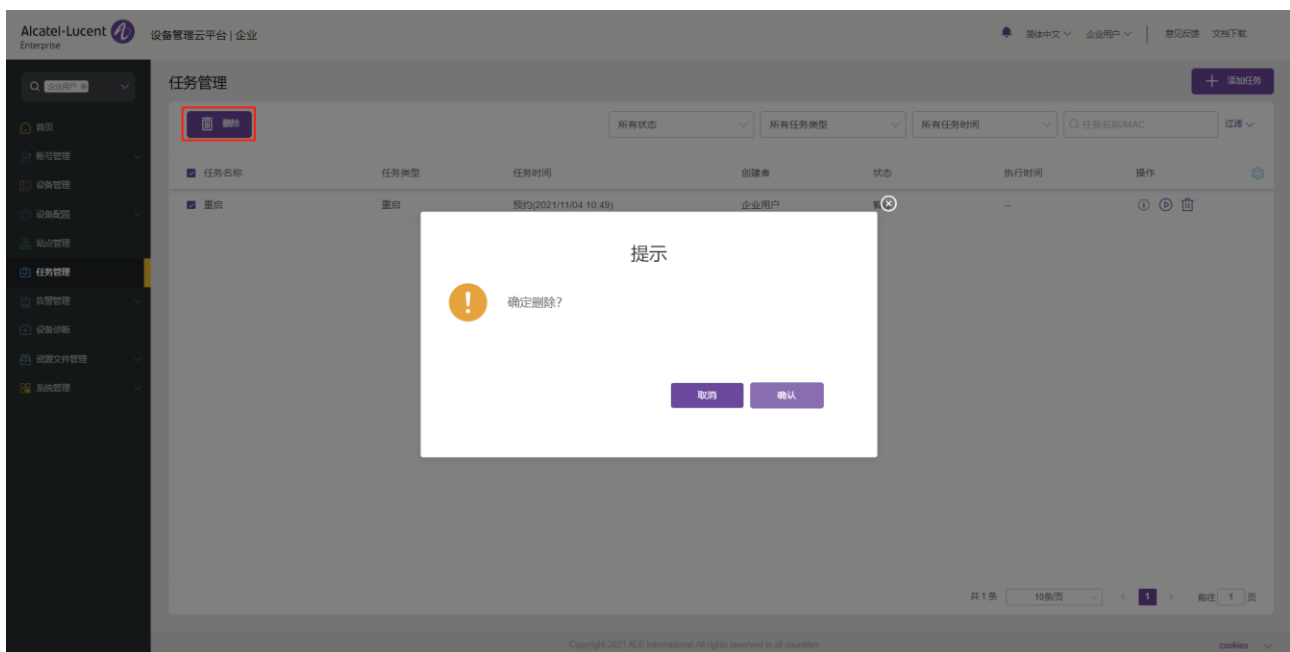 Alcatel-Lucent
Enterprise
设备管理云平台 | 企业
简体中文 企业用户 意见反馈 文档下载
企业用户
首页
账号管理
设备管理
设备配置
站点管理
任务管理
告警管理
设备诊断
资源文件管理
系统管理
任务管理
添加任务
删除
所有状态 所有任务类型 所有任务时间 任务名称/MAC 过滤
任务名称 任务类型 任务时间 创建者 状态 执行时间 操作
重启 重启 预约(2021/11/04 10:49) 企业用户 --
提示
确定删除?
取消 确认
共 1 条 10条/页 1 前往 1 页
Copyright 2021 ALE International All rights reserved in all countries
cookies